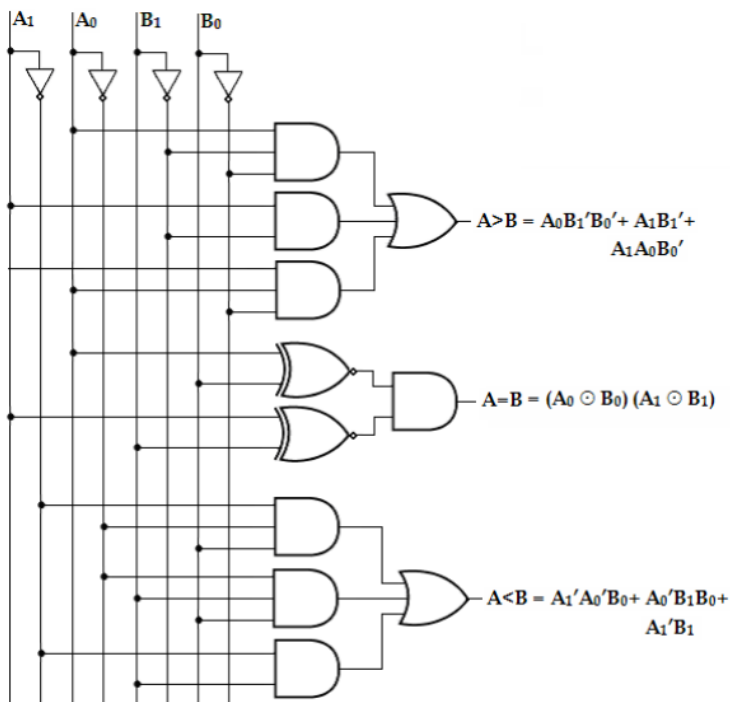 A₁ A₀ B₁ B₀
A>B = A₀B₁′B₀′+ A₁B₁′+
A₁A₀B₀′
A=B = (A₀ ⊙ B₀) (A₁ ⊙ B₁)
A<B = A₁′A₀′B₀+ A₀′B₁B₀+
A₁′B₁